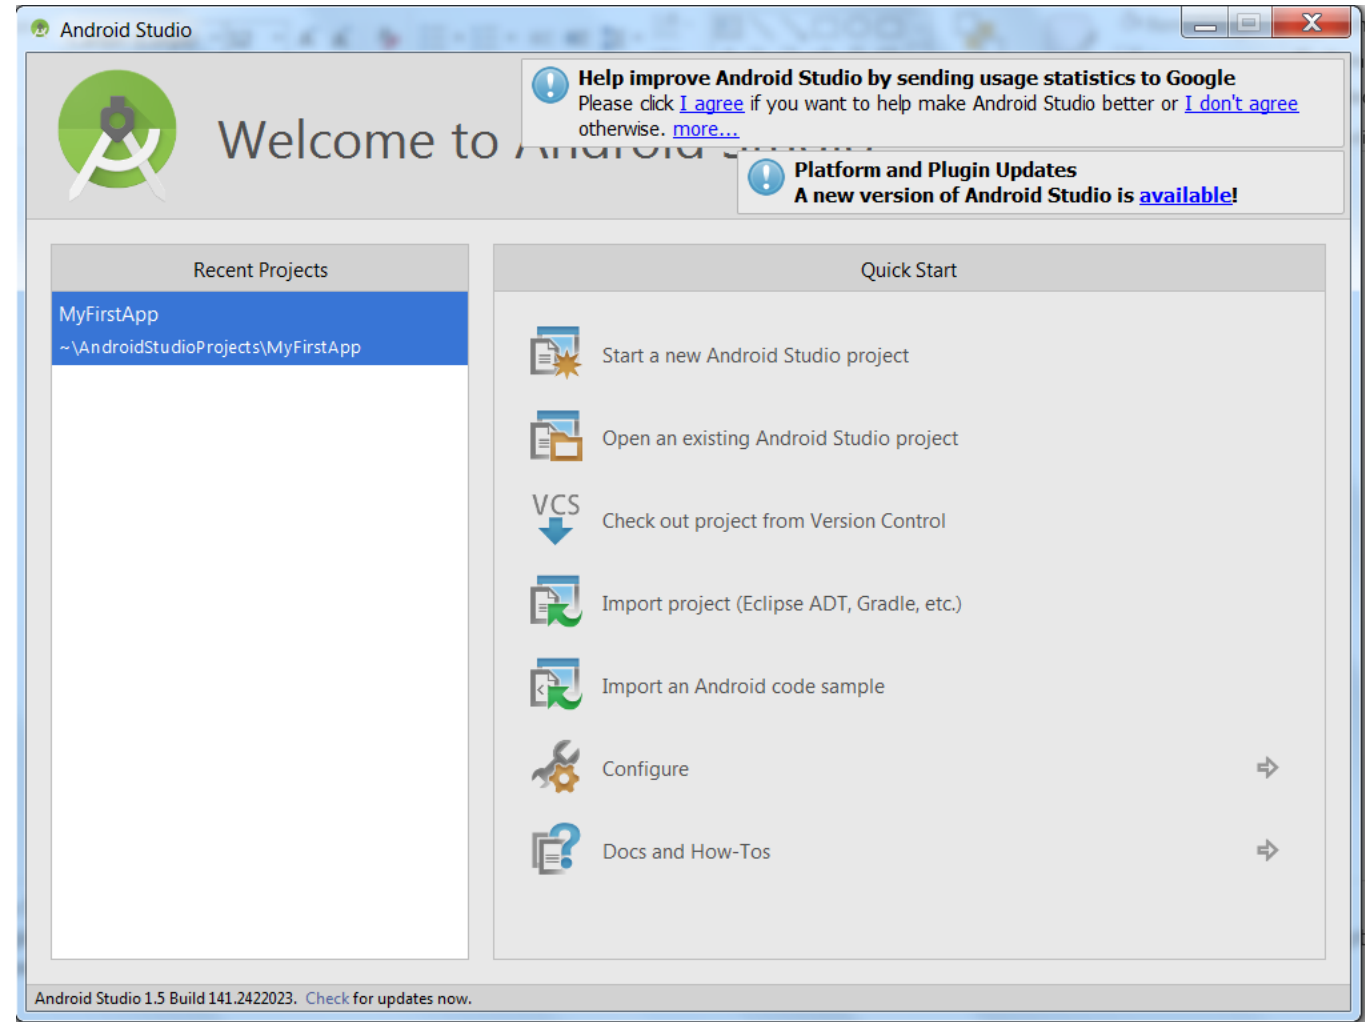 Android Studio
Help improve Android Studio by sending usage statistics to Google
Please click I agree if you want to help make Android Studio better or I don't agree
otherwise. more...
Welcome to Android Studio
Platform and Plugin Updates
A new version of Android Studio is available!
Recent Projects
MyFirstApp
~\AndroidStudioProjects\MyFirstApp
Quick Start
Start a new Android Studio project
Open an existing Android Studio project
VCS
Check out project from Version Control
Import project (Eclipse ADT, Gradle, etc.)
Import an Android code sample
Configure
Docs and How-Tos
Android Studio 1.5 Build 141.2422023. Check for updates now.